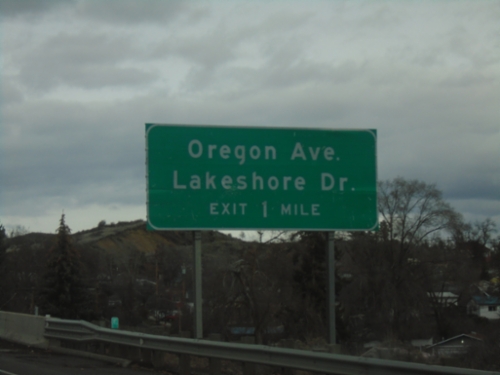 Oregon Ave.
Lakeshore Dr.
EXIT 1 MILE